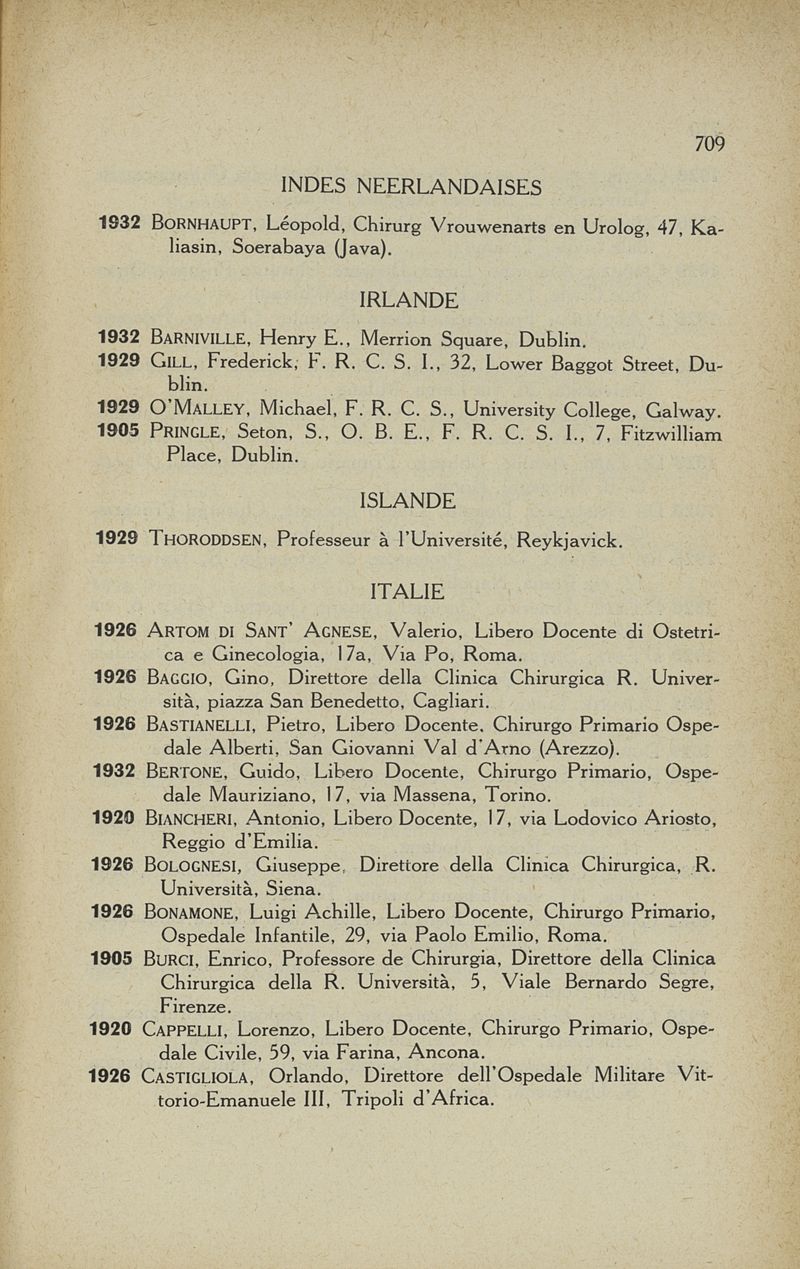 709
INDES NEERLANDAISES
1932 BORNHAUPT, Léopold, Chirurg Vrouwenarts en Urolog, 47, Ka-
liasin, Soerabaya (Java).
IRLANDE
1932 BARNIVILLE, Henry E., Merrion Square, Dublin.
1929 GILL, Frederick, F. R. C. S. I., 32, Lower Baggot Street, Du-
blin.
1929 O'MALLEY, Michael, F. R. C. S., University College, Galway.
1905 PRINGLE, Seton, S., O. B. E., F. R. C. S. I., 7, Fitzwilliam
Place, Dublin.
ISLANDE
1929 THORODDSEN, Professeur à l'Université, Reykjavick.
ITALIE
1926 ARTOM DI SANT' AGNESE, Valerio, Libero Docente di Ostetri-
ca e Ginecologia, 17a, Via Po, Roma.
1926 BAGGIO, Gino, Direttore della Clinica Chirurgica R. Univer-
sità, piazza San Benedetto, Cagliari.
1926 BASTIANELLI, Pietro, Libero Docente, Chirurgo Primario Ospe-
dale Alberti, San Giovanni Val d'Arno (Arezzo).
1932 BERTONE, Guido, Libero Docente, Chirurgo Primario, Ospe-
dale Mauriziano, 17, via Massena, Torino.
1920 BIANCHERI, Antonio, Libero Docente, 17, via Lodovico Ariosto,
Reggio d'Emilia.
1926 BOLOGNESI, Giuseppe, Direttore della Clinica Chirurgica, R.
Università, Siena.
1926 BONAMONE, Luigi Achille, Libero Docente, Chirurgo Primario,
Ospedale Infantile, 29, via Paolo Emilio, Roma.
1905 BURCI, Enrico, Professore de Chirurgia, Direttore della Clinica
Chirurgica della R. Università, 5, Viale Bernardo Segre,
Firenze.
1920 CAPPELLI, Lorenzo, Libero Docente, Chirurgo Primario, Ospe-
dale Civile, 59, via Farina, Ancona.
1926 CASTIGLIOLA, Orlando, Direttore dell'Ospedale Militare Vit-
torio-Emanuele III, Tripoli d'Africa.